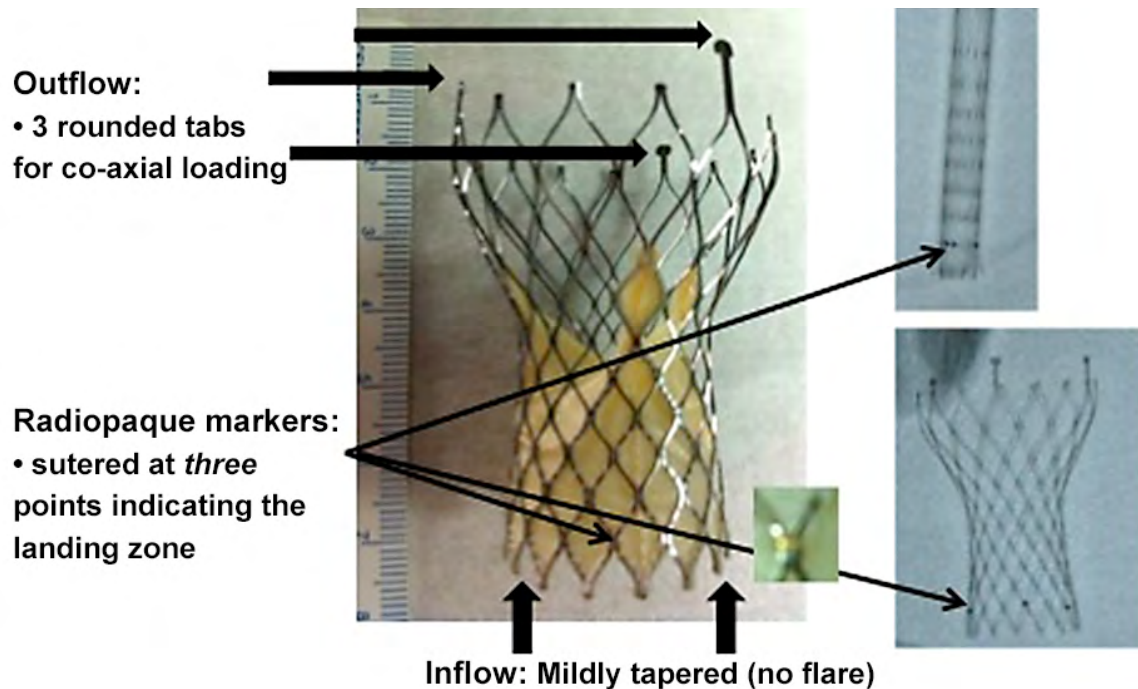 Outflow:
• 3 rounded tabs
for co-axial loading
Radiopaque markers:
• sutered at three
points indicating the
landing zone
Inflow: Mildly tapered (no flare)